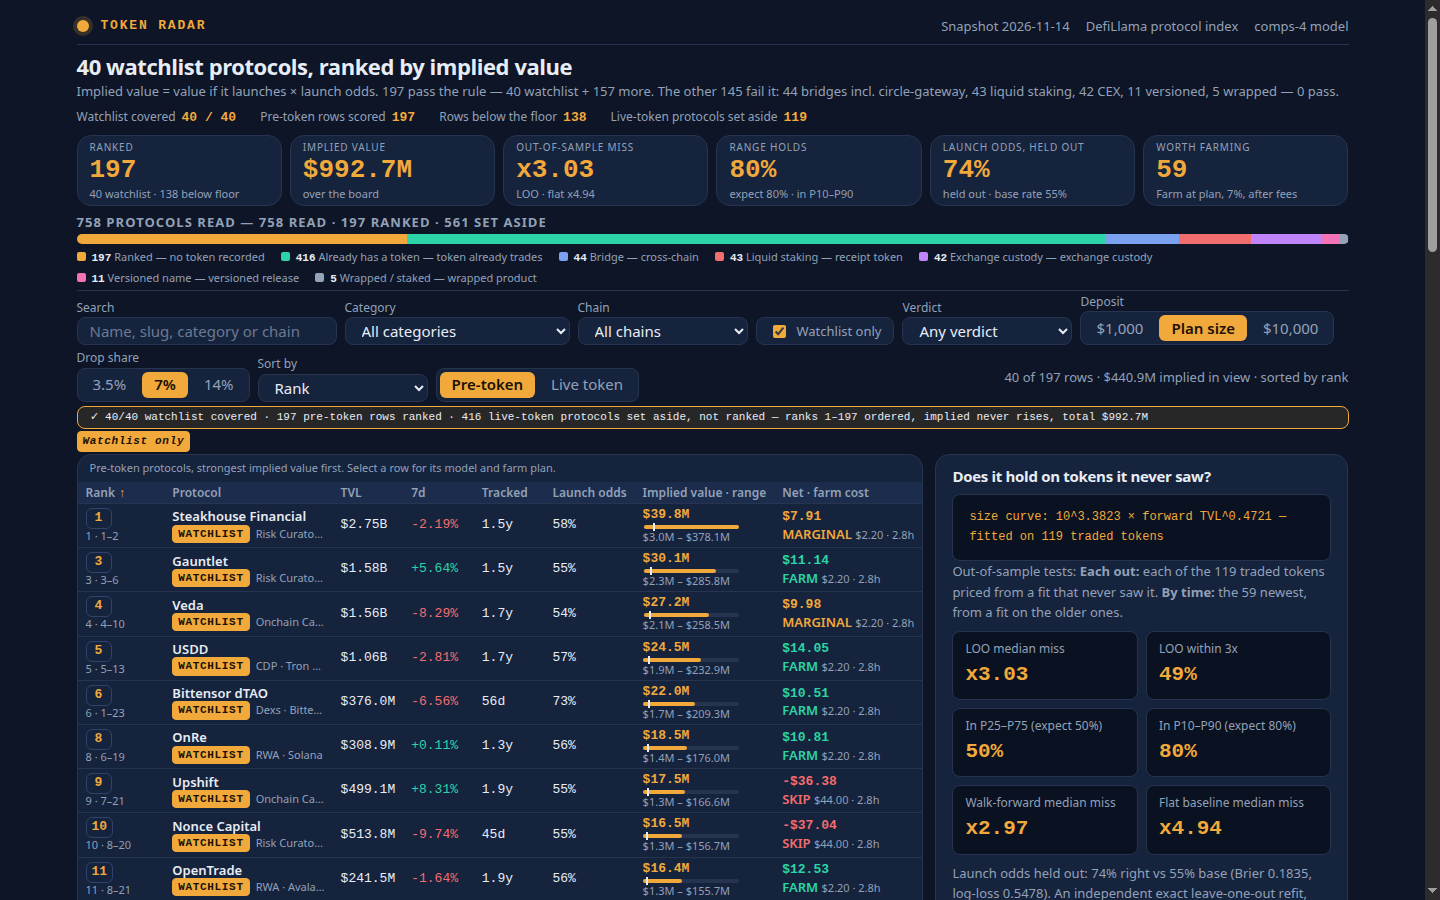 TOKEN RADAR
Snapshot 2026-11-14 DefiLlama protocol index comps-4 model
40 watchlist protocols, ranked by implied value
Implied value = value if it launches × launch odds. 197 pass the rule — 40 watchlist + 157 more. The other 145 fail it: 44 bridges incl. circle-gateway, 43 liquid staking, 42 CEX, 11 versioned, 5 wrapped — 0 pass.
Watchlist covered 40 / 40 Pre-token rows scored 197 Rows below the floor 138 Live-token protocols set aside 119
RANKED
197
40 watchlist · 138 below floor
IMPLIED VALUE
$992.7M
over the board
OUT-OF-SAMPLE MISS
x3.03
LOO · flat x4.94
RANGE HOLDS
80%
expect 80% · in P10–P90
LAUNCH ODDS, HELD OUT
74%
held out · base rate 55%
WORTH FARMING
59
Farm at plan, 7%, after fees
758 PROTOCOLS READ — 758 READ · 197 RANKED · 561 SET ASIDE
197 Ranked — no token recorded 416 Already has a token — token already trades 44 Bridge — cross-chain 43 Liquid staking — receipt token 42 Exchange custody — exchange custody
11 Versioned name — versioned release 5 Wrapped / staked — wrapped product
Search Category Chain Verdict Deposit
Name, slug, category or chain All categories All chains Watchlist only Any verdict $1,000 Plan size $10,000
Drop share Sort by
3.5% 7% 14% Rank Pre-token Live token
40 of 197 rows · $440.9M implied in view · sorted by rank
✓ 40/40 watchlist covered · 197 pre-token rows ranked · 416 live-token protocols set aside, not ranked — ranks 1–197 ordered, implied never rises, total $992.7M
Watchlist only
Pre-token protocols, strongest implied value first. Select a row for its model and farm plan.
Rank ↑ Protocol TVL 7d Tracked Launch odds Implied value · range Net · farm cost
1 Steakhouse Financial $2.75B -2.19% 1.5y 58% $39.8M $7.91
1 · 1–2 WATCHLIST Risk Curato... $3.0M – $378.1M MARGINAL $2.20 · 2.8h
3 Gauntlet $1.58B +5.64% 1.5y 55% $30.1M $11.14
3 · 3–6 WATCHLIST Risk Curato... $2.3M – $285.8M FARM $2.20 · 2.8h
4 Veda $1.56B -8.29% 1.7y 54% $27.2M $9.98
4 · 4–10 WATCHLIST Onchain Ca... $2.1M – $258.5M MARGINAL $2.20 · 2.8h
5 USDD $1.06B -2.81% 1.7y 57% $24.5M $14.05
5 · 5–13 WATCHLIST CDP · Tron ... $1.9M – $232.9M FARM $2.20 · 2.8h
6 Bittensor dTAO $376.0M -6.56% 56d 73% $22.0M $10.51
6 · 1–23 WATCHLIST Dexs · Bitte... $1.7M – $209.3M FARM $2.20 · 2.8h
8 OnRe $308.9M +0.11% 1.3y 56% $18.5M $10.81
8 · 6–19 WATCHLIST RWA · Solana $1.4M – $176.0M FARM $2.20 · 2.8h
9 Upshift $499.1M +8.31% 1.9y 55% $17.5M -$36.38
9 · 7–21 WATCHLIST Onchain Ca... $1.3M – $166.6M SKIP $44.00 · 2.8h
10 Nonce Capital $513.8M -9.74% 45d 55% $16.5M -$37.04
10 · 8–20 WATCHLIST Risk Curato... $1.3M – $156.7M SKIP $44.00 · 2.8h
11 OpenTrade $241.5M -1.64% 1.9y 56% $16.4M $12.53
11 · 8–21 WATCHLIST RWA · Avala... $1.3M – $155.7M FARM $2.20 · 2.8h
Does it hold on tokens it never saw?
size curve: 10^3.3823 × forward TVL^0.4721 —
fitted on 119 traded tokens
Out-of-sample tests: Each out: each of the 119 traded tokens
priced from a fit that never saw it. By time: the 59 newest,
from a fit on the older ones.
LOO median miss
x3.03
LOO within 3x
49%
In P25–P75 (expect 50%)
50%
In P10–P90 (expect 80%)
80%
Walk-forward median miss
x2.97
Flat baseline median miss
x4.94
Launch odds held out: 74% right vs 55% base (Brier 0.1835,
log-loss 0.5478). An independent exact leave-one-out refit,